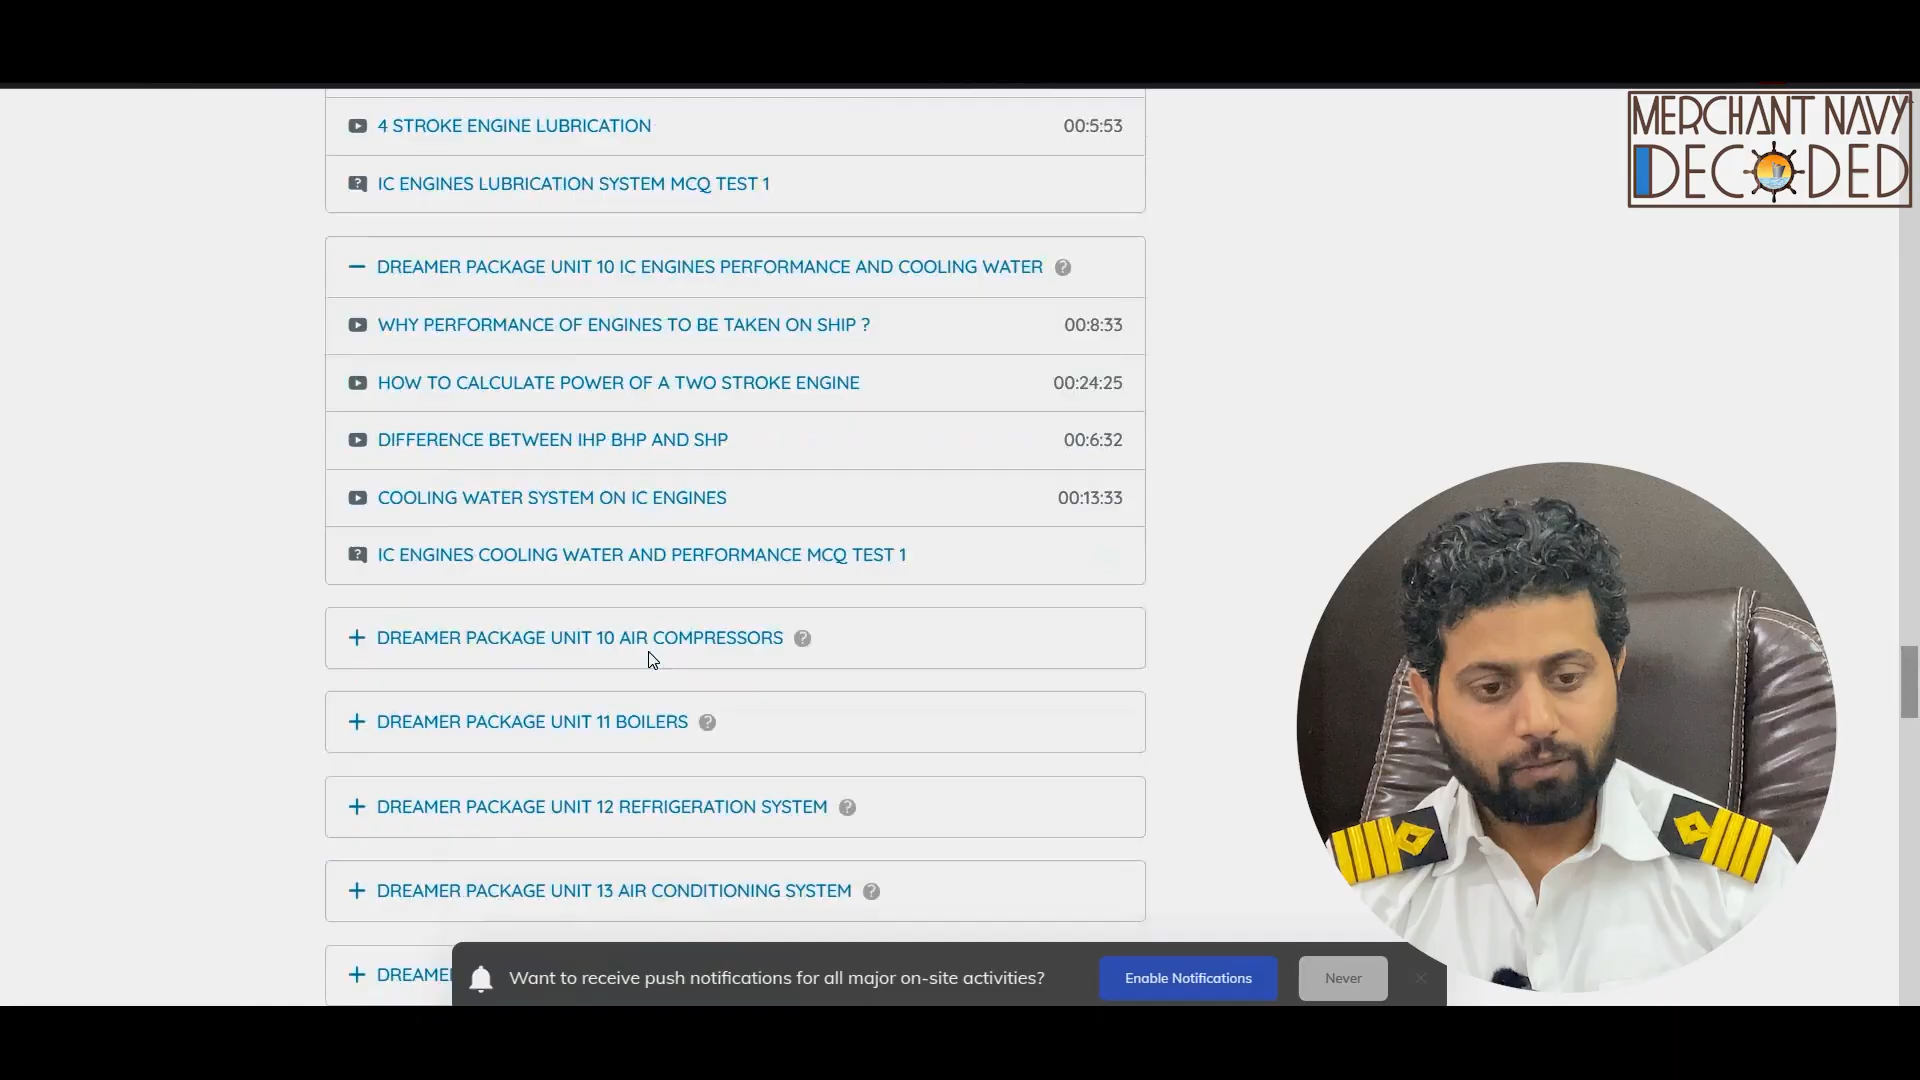 MERCHANT NAVY
DECODED
4 STROKE ENGINE LUBRICATION 00:5:53
IC ENGINES LUBRICATION SYSTEM MCQ TEST 1
DREAMER PACKAGE UNIT 10 IC ENGINES PERFORMANCE AND COOLING WATER
WHY PERFORMANCE OF ENGINES TO BE TAKEN ON SHIP ? 00:8:33
HOW TO CALCULATE POWER OF A TWO STROKE ENGINE 00:24:25
DIFFERENCE BETWEEN IHP BHP AND SHP 00:6:32
COOLING WATER SYSTEM ON IC ENGINES 00:13:33
IC ENGINES COOLING WATER AND PERFORMANCE MCQ TEST 1
DREAMER PACKAGE UNIT 10 AIR COMPRESSORS
DREAMER PACKAGE UNIT 11 BOILERS
DREAMER PACKAGE UNIT 12 REFRIGERATION SYSTEM
DREAMER PACKAGE UNIT 13 AIR CONDITIONING SYSTEM
DREAME
Want to receive push notifications for all major on-site activities? Enable Notifications Never